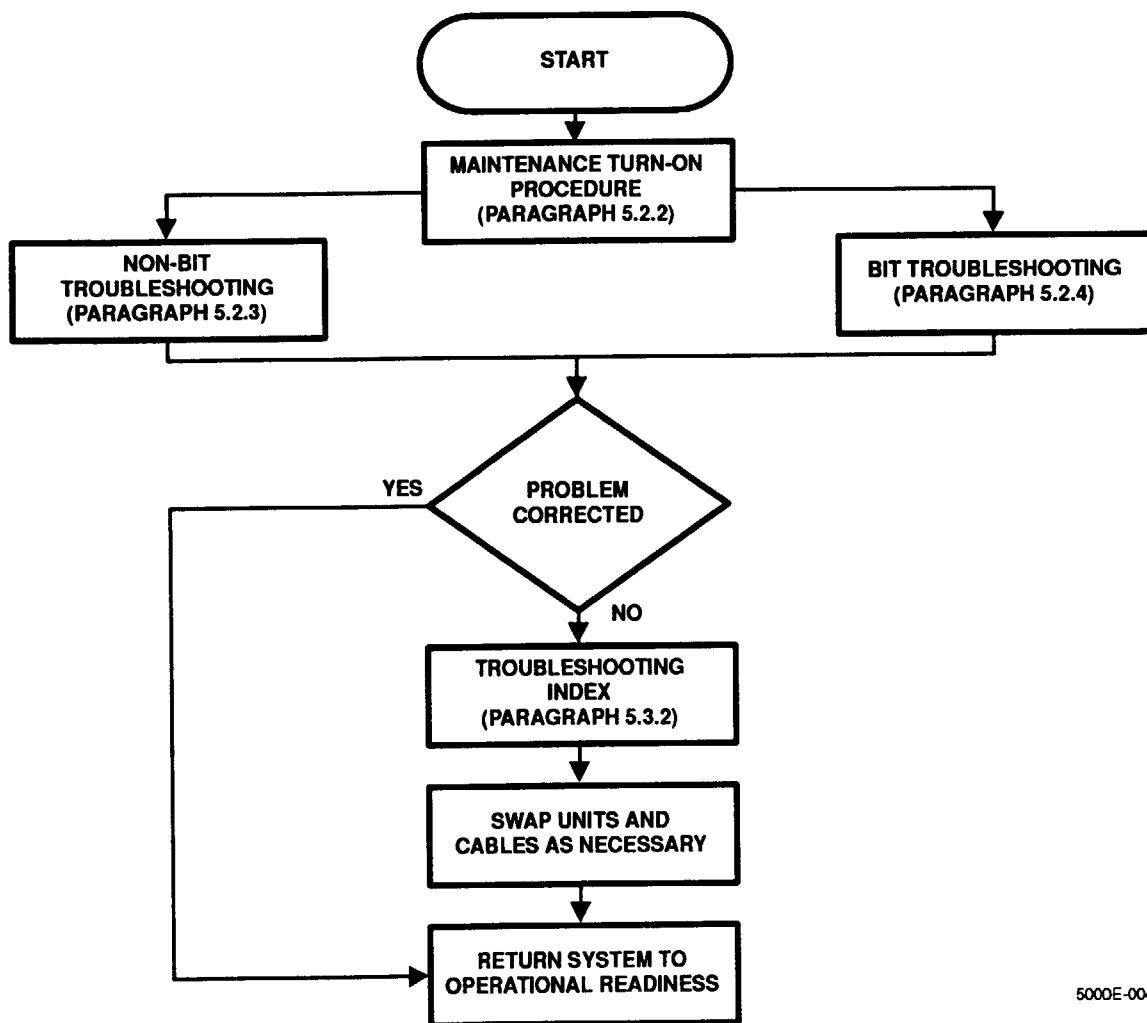 START
MAINTENANCE TURN-ON
PROCEDURE
(PARAGRAPH 5.2.2)
NON-BIT
TROUBLESHOOTING
(PARAGRAPH 5.2.3)
BIT TROUBLESHOOTING
(PARAGRAPH 5.2.4)
YES
PROBLEM
CORRECTED
NO
TROUBLESHOOTING
INDEX
(PARAGRAPH 5.3.2)
SWAP UNITS AND
CABLES AS NECESSARY
RETURN SYSTEM TO
OPERATIONAL READINESS